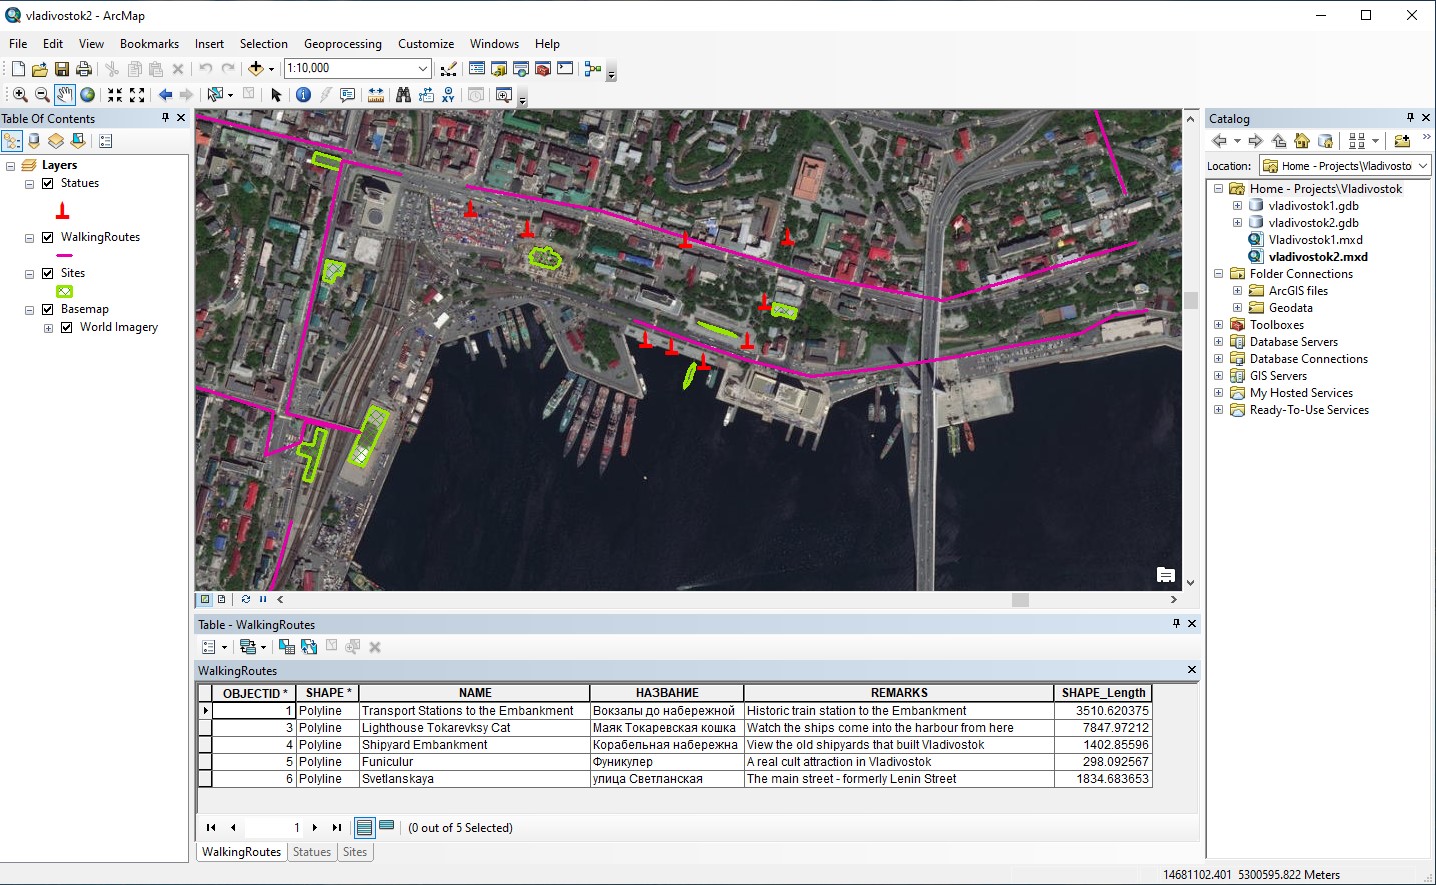 vladivostok2 - ArcMap
File Edit View Bookmarks Insert Selection Geoprocessing Customize Windows Help
1:10,000
Table Of Contents
Layers
Statues
WalkingRoutes
Sites
Basemap
World Imagery
Table - WalkingRoutes
WalkingRoutes
OBJECTID * SHAPE * NAME НАЗВАНИЕ REMARKS SHAPE_Length
1 Polyline Transport Stations to the Embankment Вокзалы до набережной Historic train station to the Embankment 3510.620375
3 Polyline Lighthouse Tokarevksy Cat Маяк Токаревская кошка Watch the ships come into the harbour from here 7847.97212
4 Polyline Shipyard Embankment Корабельная набережна View the old shipyards that built Vladivostok 1402.85596
5 Polyline Funiculur Фуникулер A real cult attraction in Vladivostok 298.092567
6 Polyline Svetlanskaya улица Светланская The main street - formerly Lenin Street 1834.683653
1 (0 out of 5 Selected)
WalkingRoutes Statues Sites
Catalog
Location: Home - Projects\Vladivosto
Home - Projects\Vladivostok
vladivostok1.gdb
vladivostok2.gdb
Vladivostok1.mxd
vladivostok2.mxd
Folder Connections
ArcGIS files
Geodata
Toolboxes
Database Servers
Database Connections
GIS Servers
My Hosted Services
Ready-To-Use Services
14681102.401 5300595.822 Meters